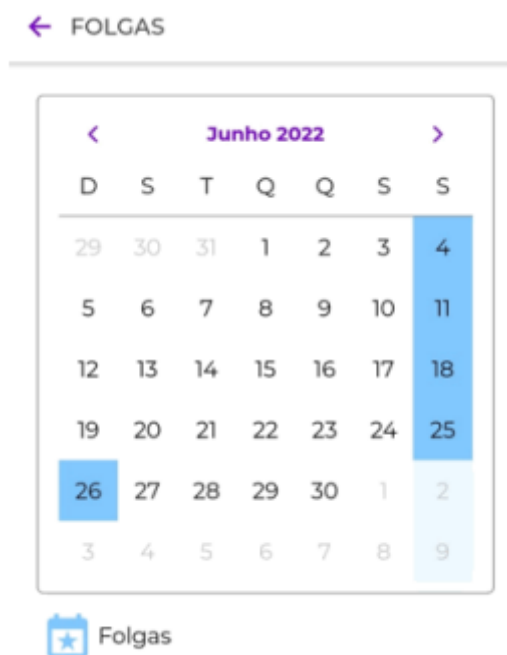 FOLGAS
Junho 2022
D S T Q Q S S
29 30 31 1 2 3 4
5 6 7 8 9 10 11
12 13 14 15 16 17 18
19 20 21 22 23 24 25
26 27 28 29 30 1 2
3 4 5 6 7 8 9
Folgas